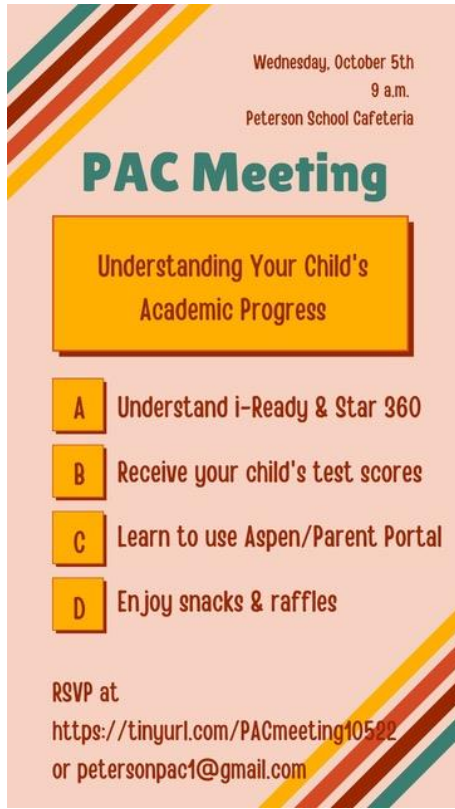 Wednesday, October 5th
9 a.m.
Peterson School Cafeteria
PAC Meeting
Understanding Your Child's
Academic Progress
A Understand i-Ready & Star 360
B Receive your child's test scores
C Learn to use Aspen/Parent Portal
D Enjoy snacks & raffles
RSVP at
https://tinyurl.com/PACmeeting10522
or petersonpac1@gmail.com